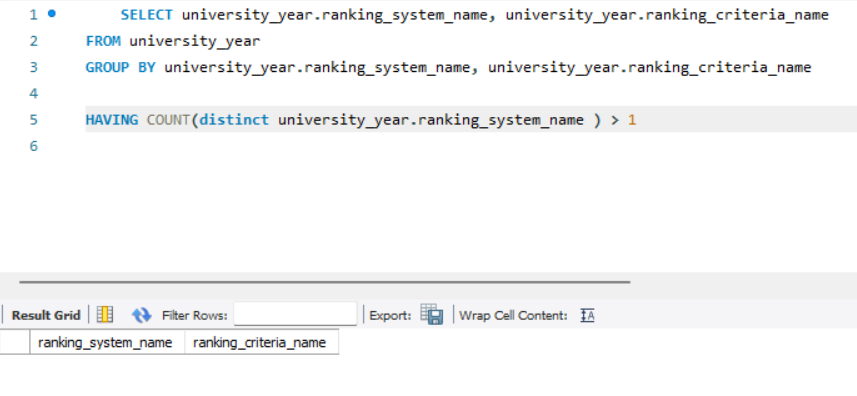 1 SELECT university_year.ranking_system_name, university_year.ranking_criteria_name
2 FROM university_year
3 GROUP BY university_year.ranking_system_name, university_year.ranking_criteria_name
4
5 HAVING COUNT(distinct university_year.ranking_system_name ) > 1
6
Result Grid Filter Rows: Export: Wrap Cell Content: IA
ranking_system_name ranking_criteria_name